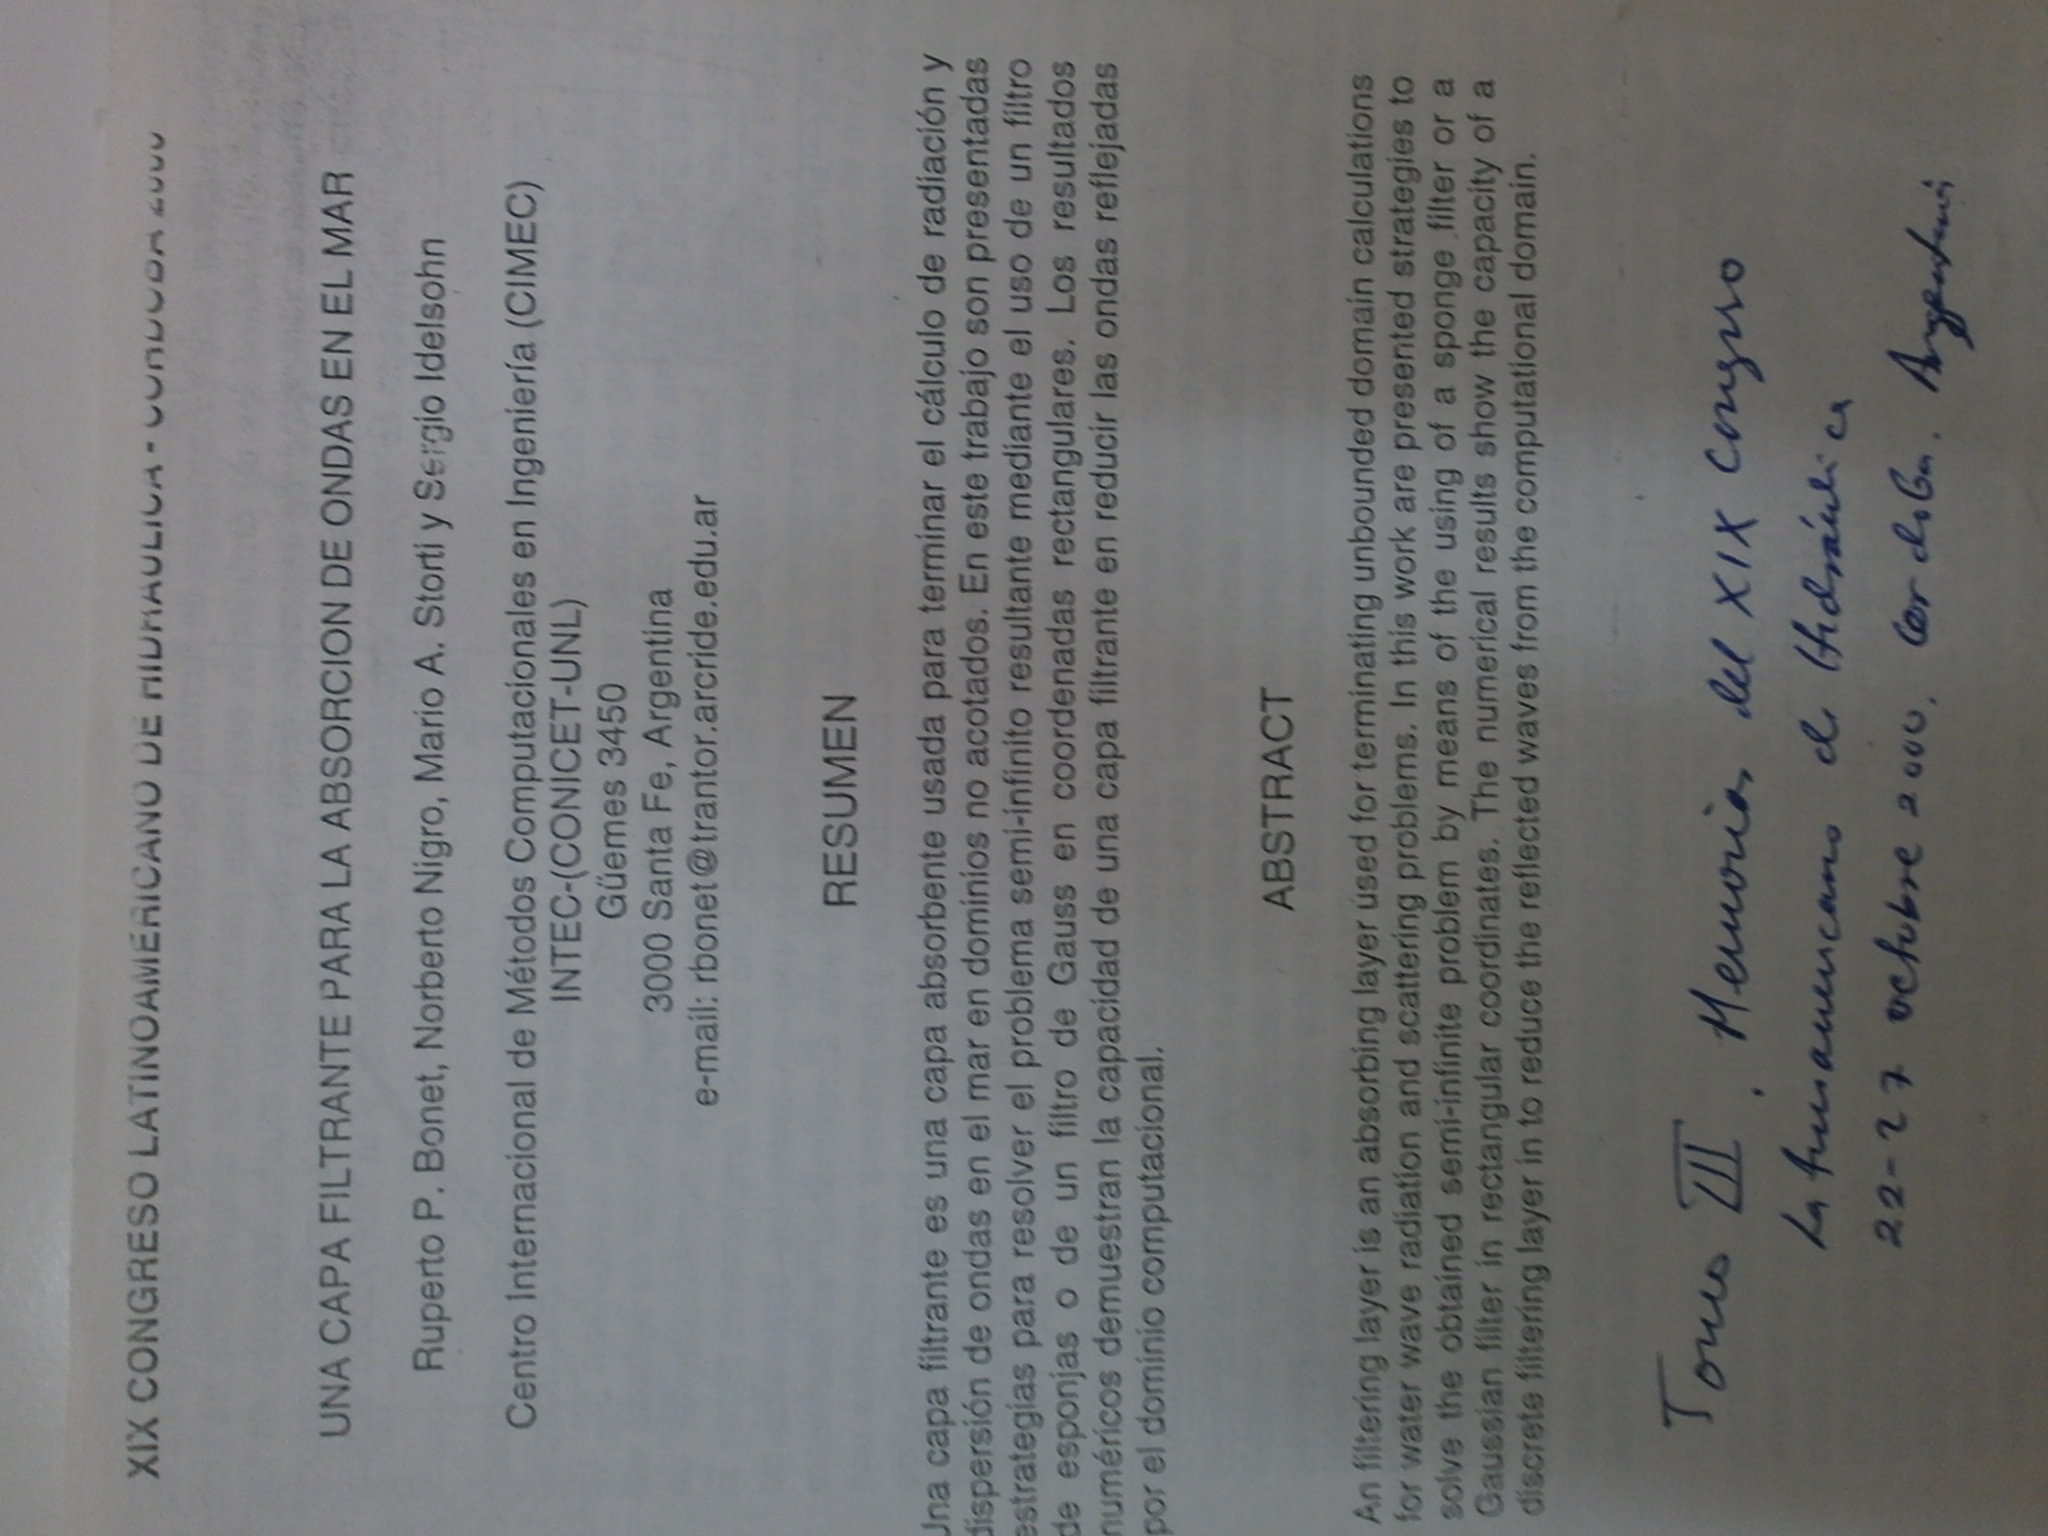 XIX CONGRESO LATINOAMERICANO DE HIDRAULICA - CORDOBA 2000
UNA CAPA FILTRANTE PARA LA ABSORCION DE ONDAS EN EL MAR
Ruperto P. Bonet, Norberto Nigro, Mario A. Storti y Sergio Idelsohn
Centro Internacional de Métodos Computacionales en Ingeniería (CIMEC)
INTEC-(CONICET-UNL)
Güemes 3450
3000 Santa Fe, Argentina
e-mail: rbonet@trantor.arcride.edu.ar
RESUMEN
Una capa filtrante es una capa absorbente usada para terminar el cálculo de radiación y
dispersión de ondas en el mar en dominios no acotados. En este trabajo son presentadas
estrategias para resolver el problema semi-infinito resultante mediante el uso de un filtro
de esponjas o de un filtro de Gauss en coordenadas rectangulares. Los resultados
numéricos demuestran la capacidad de una capa filtrante en reducir las ondas reflejadas
por el dominio computacional.
ABSTRACT
An filtering layer is an absorbing layer used for terminating unbounded domain calculations
for water wave radiation and scattering problems. In this work are presented strategies to
solve the obtained semi-infinite problem by means of the using of a sponge filter or a
Gaussian filter in rectangular coordinates. The numerical results show the capacity of a
discrete filtering layer in to reduce the reflected waves from the computational domain.
Tomo III. Memorias del XIX Congreso
Latinoamericano de Hidráulica
22-27 octubre 2000. Cordoba. Argentina